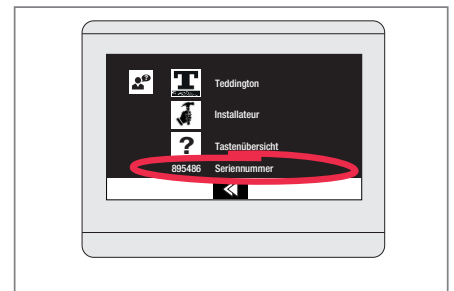 T Teddington
Installateur
? Tastenübersicht
895486 Seriennummer